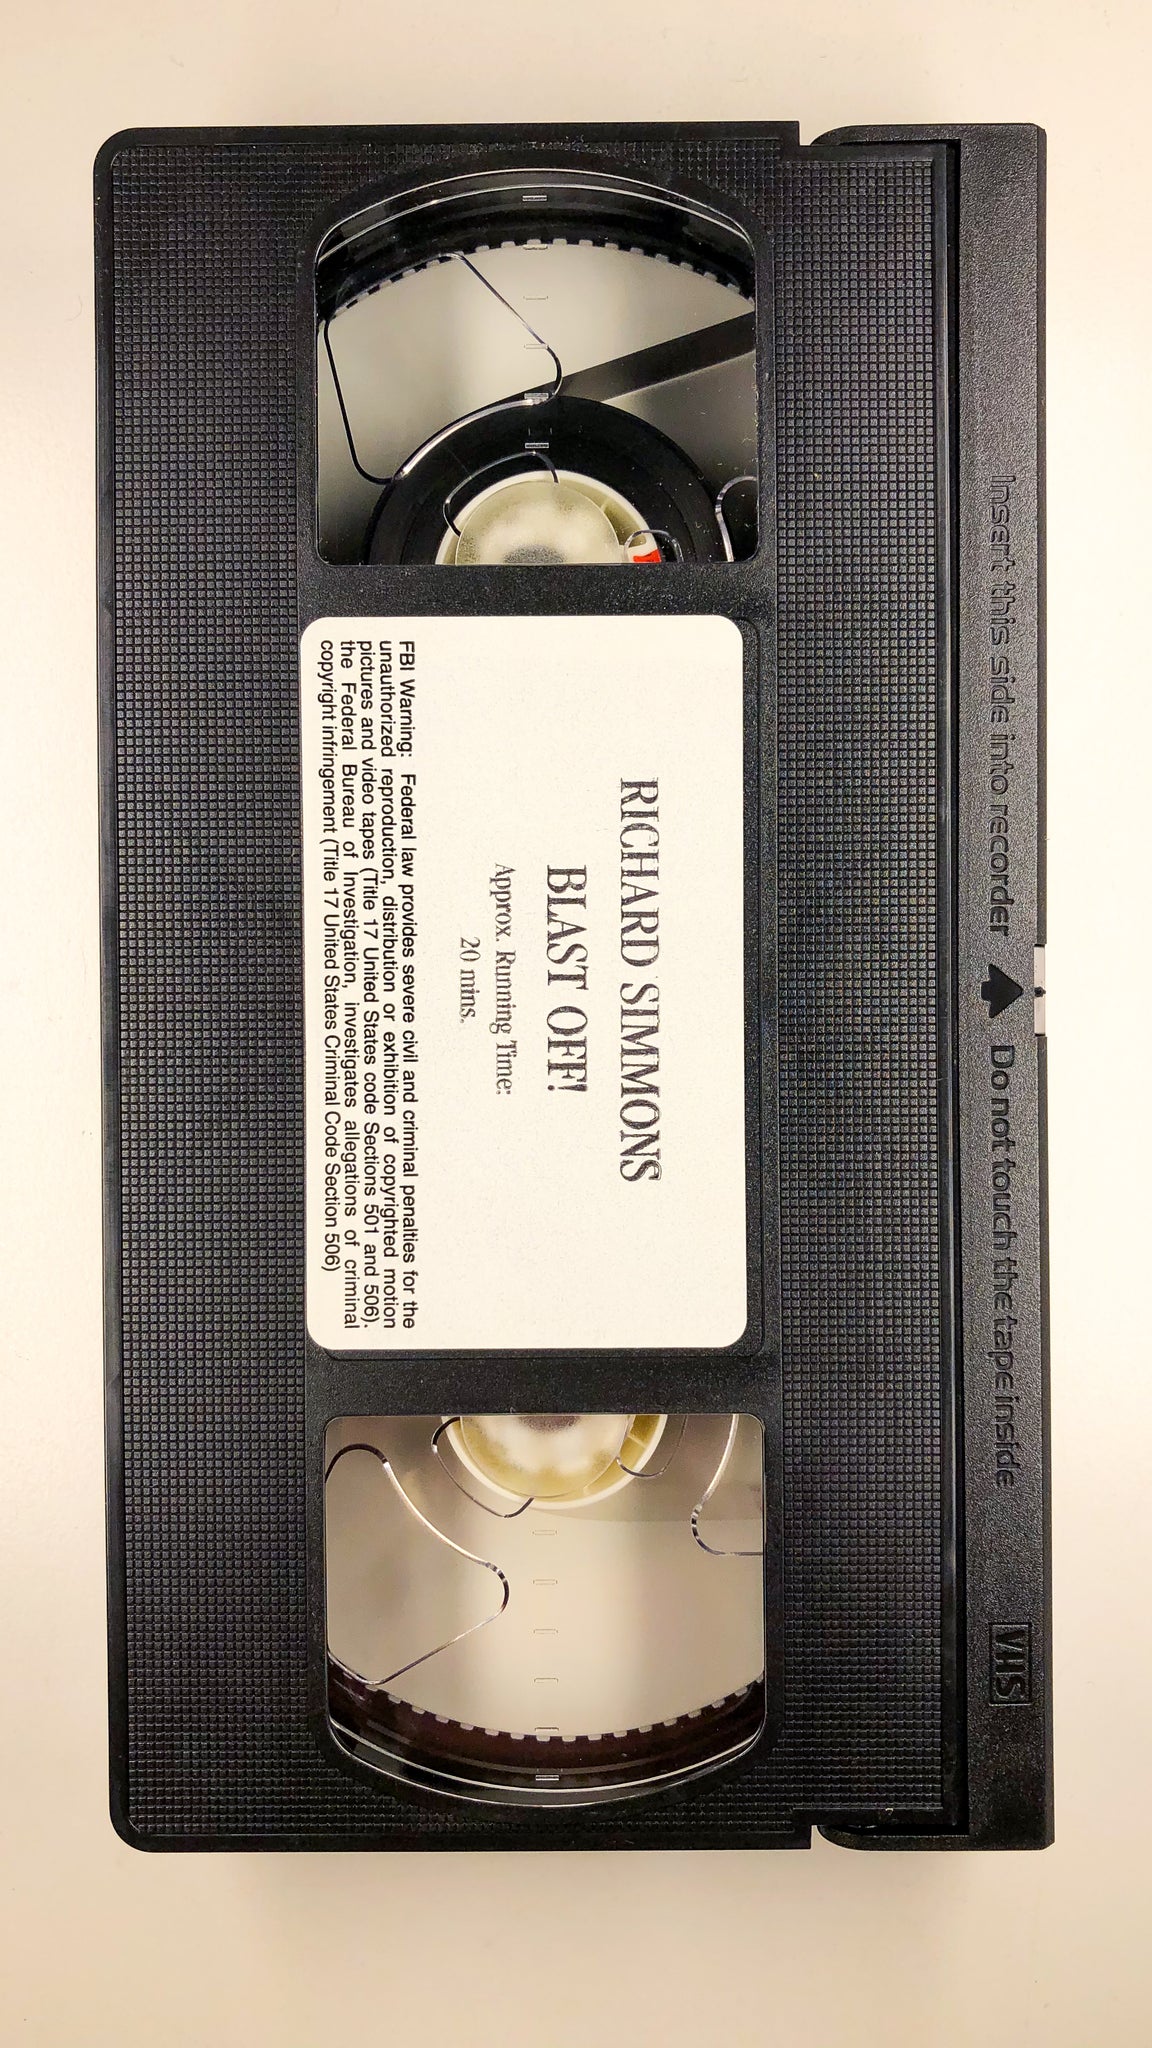 Insert this side into recorder
Do not touch the tape inside
VHS
RICHARD SIMMONS
BLAST OFF!
Approx. Running Time:
20 mins.
FBI Warning: Federal law provides severe civil and criminal penalties for the
unauthorized reproduction, distribution or exhibition of copyrighted motion
pictures and video tapes (Title 17 United States code Sections 501 and 506).
the Federal Bureau of Investigation, investigates allegations of criminal
copyright infringement (Title 17 United States Criminal Code Section 506)